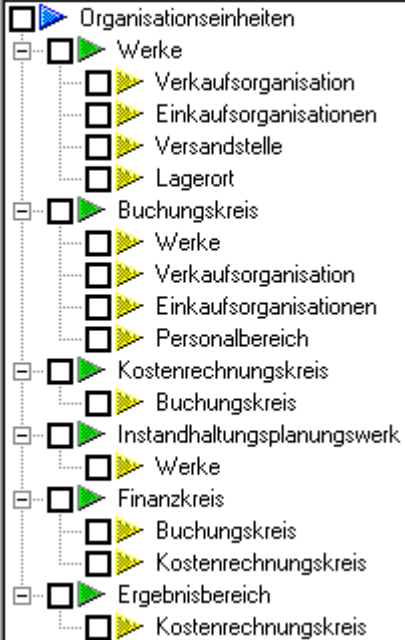 Organisationseinheiten
Werke
Verkaufsorganisation
Einkaufsorganisationen
Versandstelle
Lagerort
Buchungskreis
Werke
Verkaufsorganisation
Einkaufsorganisationen
Personalbereich
Kostenrechnungskreis
Buchungskreis
Instandhaltungsplanungswerk
Werke
Finanzkreis
Buchungskreis
Kostenrechnungskreis
Ergebnisbereich
Kostenrechnungskreis